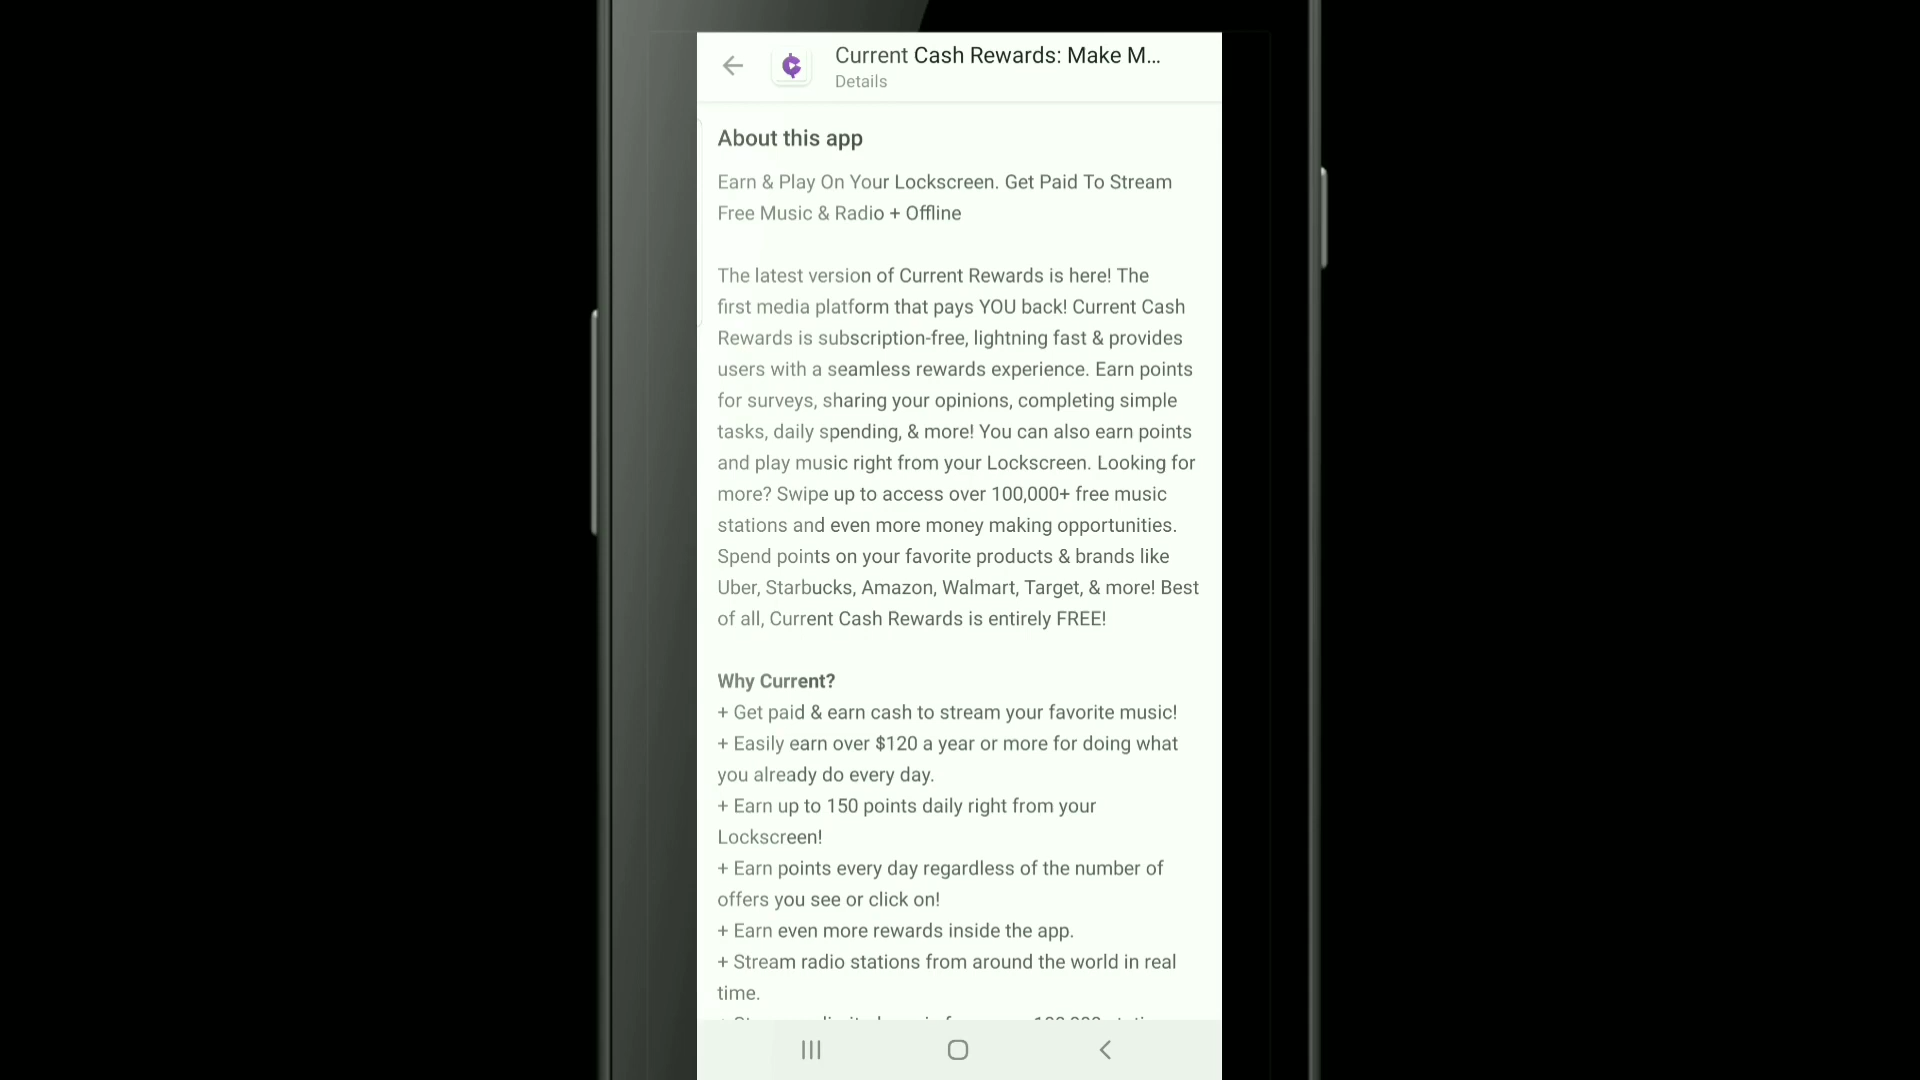 Current Cash Rewards: Make M...
Details
About this app
Earn & Play On Your Lockscreen. Get Paid To Stream
Free Music & Radio + Offline
The latest version of Current Rewards is here! The
first media platform that pays YOU back! Current Cash
Rewards is subscription-free, lightning fast & provides
users with a seamless rewards experience. Earn points
for surveys, sharing your opinions, completing simple
tasks, daily spending, & more! You can also earn points
and play music right from your Lockscreen. Looking for
more? Swipe up to access over 100,000+ free music
stations and even more money making opportunities.
Spend points on your favorite products & brands like
Uber, Starbucks, Amazon, Walmart, Target, & more! Best
of all, Current Cash Rewards is entirely FREE!
Why Current?
+ Get paid & earn cash to stream your favorite music!
+ Easily earn over $120 a year or more for doing what
you already do every day.
+ Earn up to 150 points daily right from your
Lockscreen!
+ Earn points every day regardless of the number of
offers you see or click on!
+ Earn even more rewards inside the app.
+ Stream radio stations from around the world in real
time.